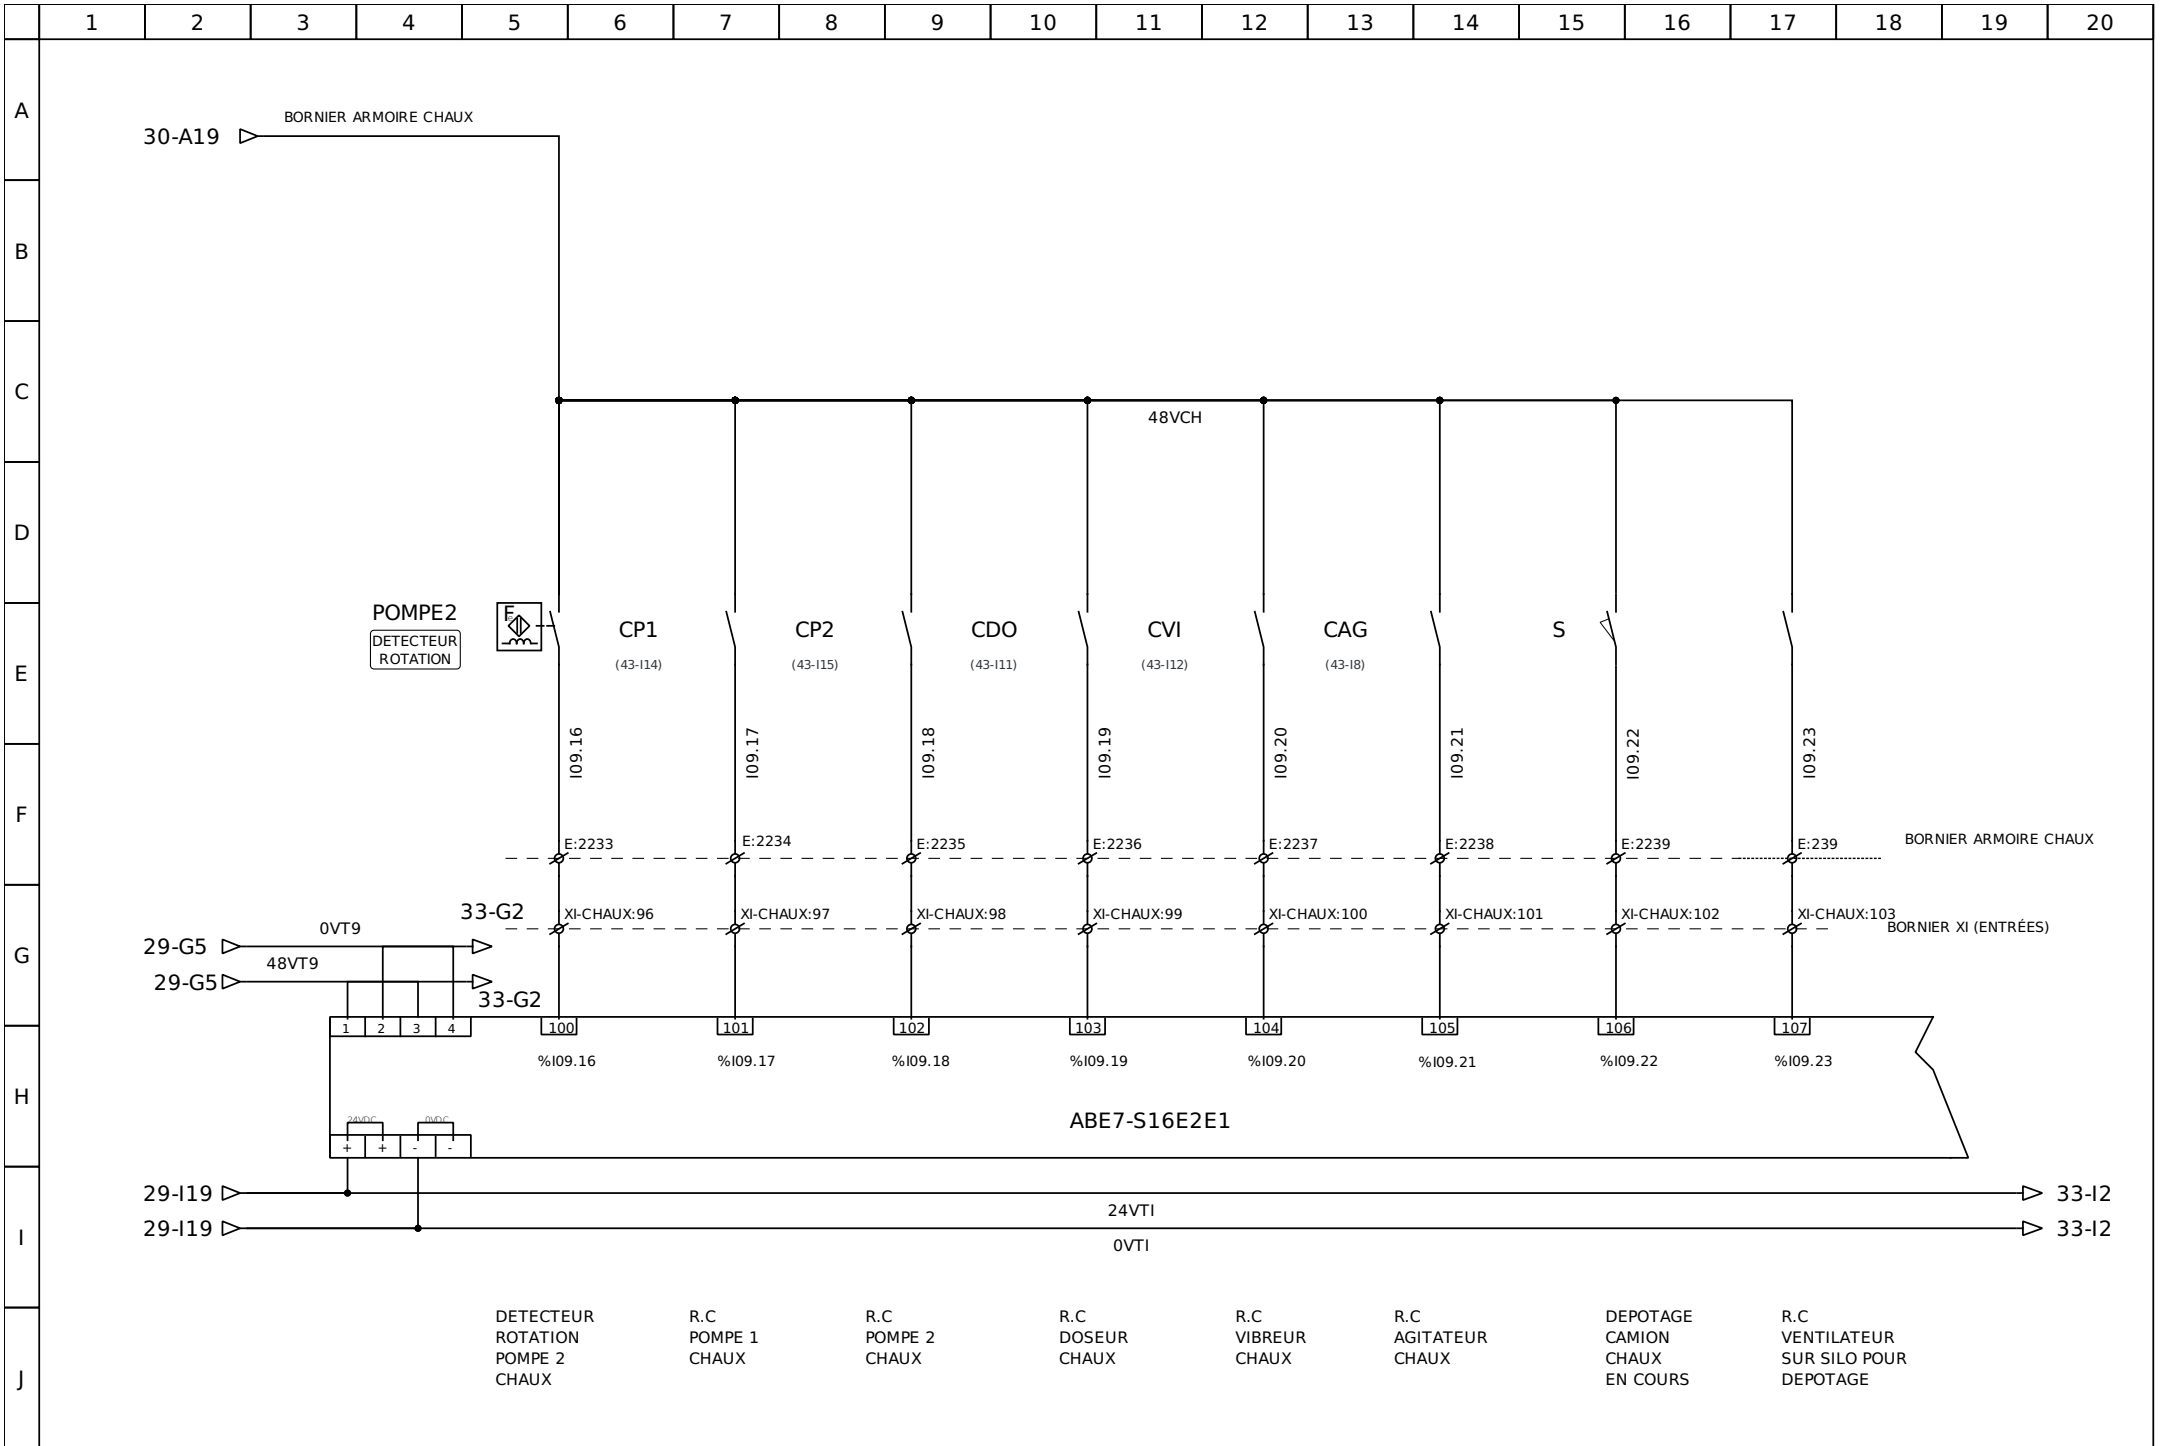 1 2 3 4 5 6 7 8 9 10 11 12 13 14 15 16 17 18 19 20
A
BORNIER ARMOIRE CHAUX
30-A19
B
C
48VCH
D
POMPE2
DETECTEUR
ROTATION
F
CP1
(43-I14)
CP2
(43-I15)
CDO
(43-I11)
CVI
(43-I12)
CAG
(43-I8)
S
E
I09.16 I09.17 I09.18 I09.19 I09.20 I09.21 I09.22 I09.23
F
E:2233 E:2234 E:2235 E:2236 E:2237 E:2238 E:2239 E:239
BORNIER ARMOIRE CHAUX
33-G2
XI-CHAUX:96 XI-CHAUX:97 XI-CHAUX:98 XI-CHAUX:99 XI-CHAUX:100 XI-CHAUX:101 XI-CHAUX:102 XI-CHAUX:103
BORNIER XI (ENTRÉES)
0VT9
29-G5
G
48VT9
29-G5
33-G2
1 2 3 4 100 101 102 103 104 105 106 107
%I09.16 %I09.17 %I09.18 %I09.19 %I09.20 %I09.21 %I09.22 %I09.23
H
24VDC 0VDC
ABE7-S16E2E1
+ + - -
29-I19 33-I2
24VTI
29-I19 33-I2
I
0VTI
DETECTEUR
ROTATION
POMPE 2
CHAUX
R.C
POMPE 1
CHAUX
R.C
POMPE 2
CHAUX
R.C
DOSEUR
CHAUX
R.C
VIBREUR
CHAUX
R.C
AGITATEUR
CHAUX
DEPOTAGE
CAMION
CHAUX
EN COURS
R.C
VENTILATEUR
SUR SILO POUR
DEPOTAGE
J